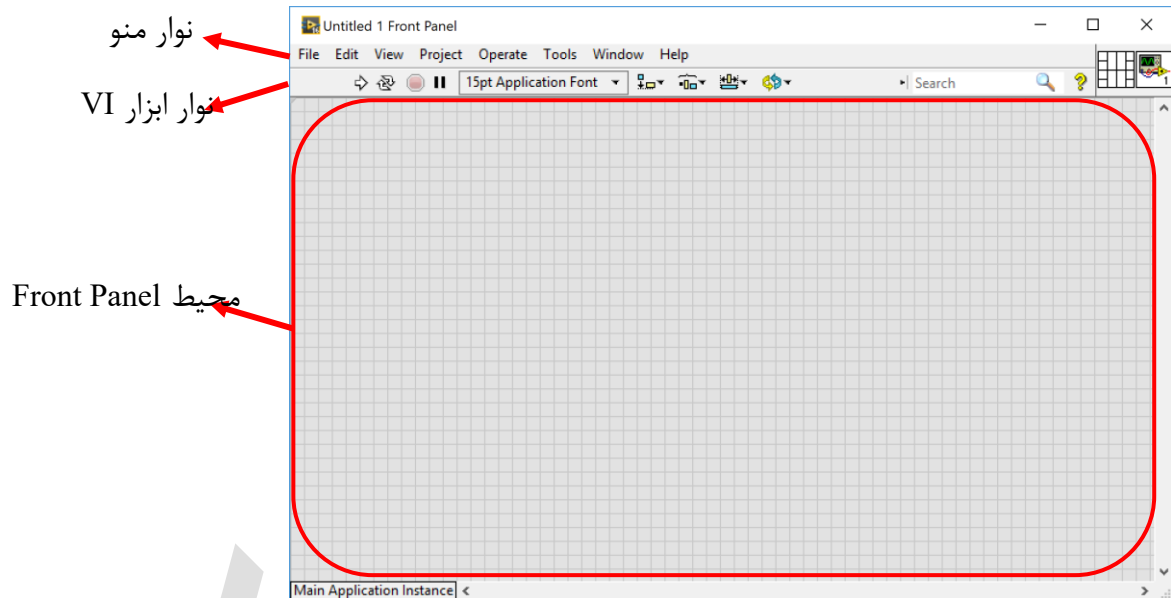 نوار منو
نوار ابزار VI
محیط Front Panel
Untitled 1 Front Panel
File Edit View Project Operate Tools Window Help
15pt Application Font Search
1
Main Application Instance